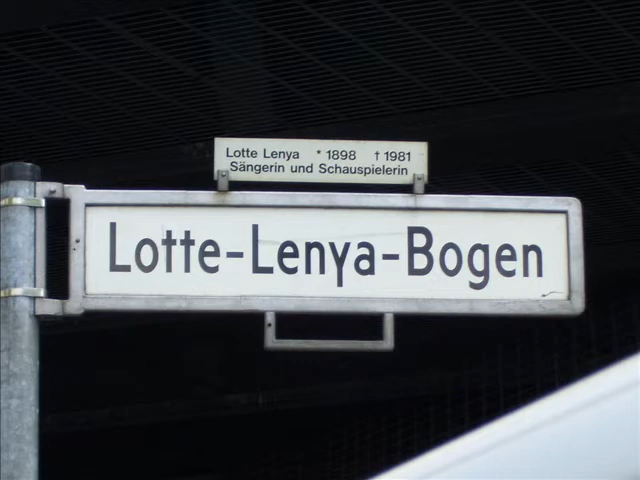 Lotte Lenya * 1898 † 1981
Sängerin und Schauspielerin
Lotte-Lenya-Bogen